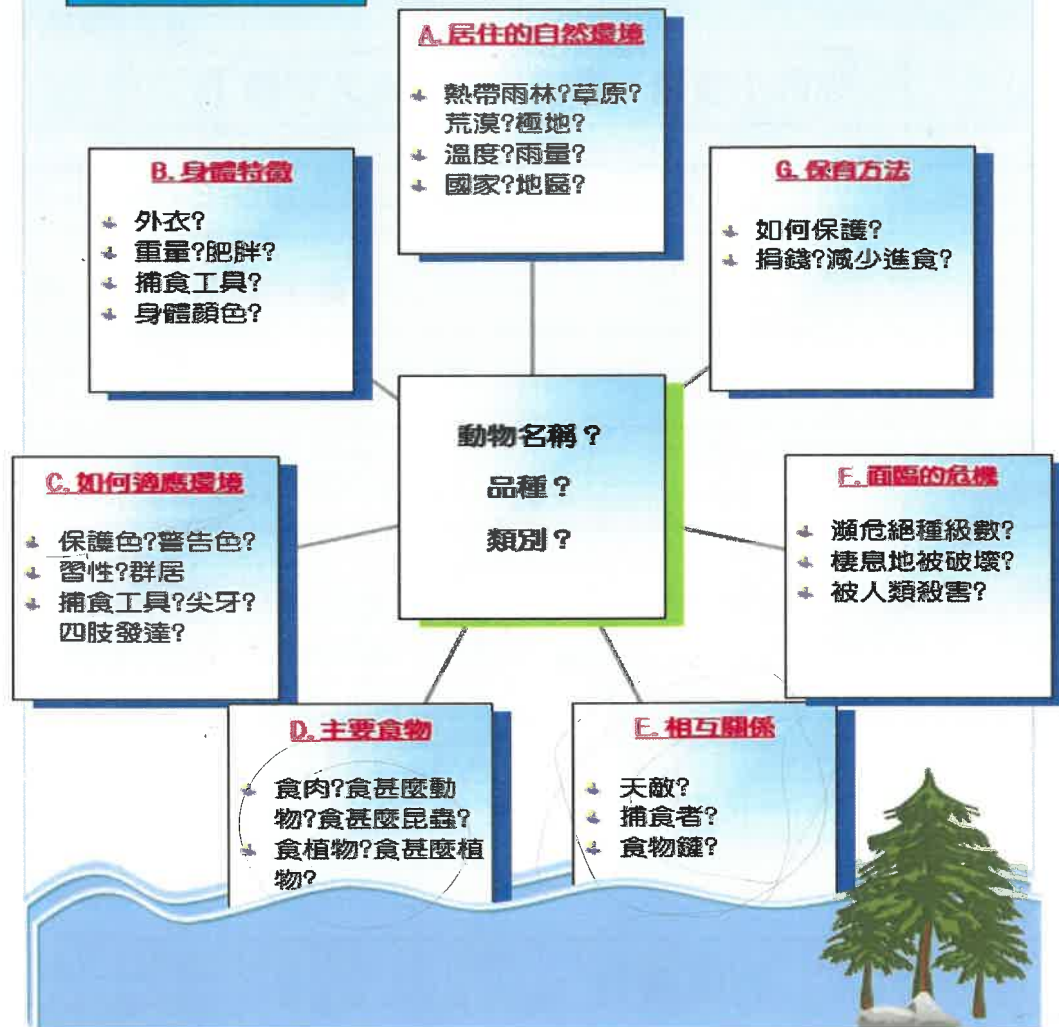 A. 居住的自然環境
熱帶雨林?草原?
荒漠?極地?
溫度?雨量?
國家?地區?
B. 身體特徵
外衣?
重量?肥胖?
捕食工具?
身體顏色?
G. 保育方法
如何保護?
捐錢?減少進食?
動物名稱?
品種?
類別?
C. 如何適應環境
保護色?警告色?
習性?群居
捕食工具?尖牙?
四肢發達?
F. 面臨的危機
瀕危絕種級數?
棲息地被破壞?
被人類殺害?
D. 主要食物
食肉?食甚麼動
物?食甚麼昆蟲?
食植物?食甚麼植
物?
E. 相互關係
天敵?
捕食者?
食物鏈?